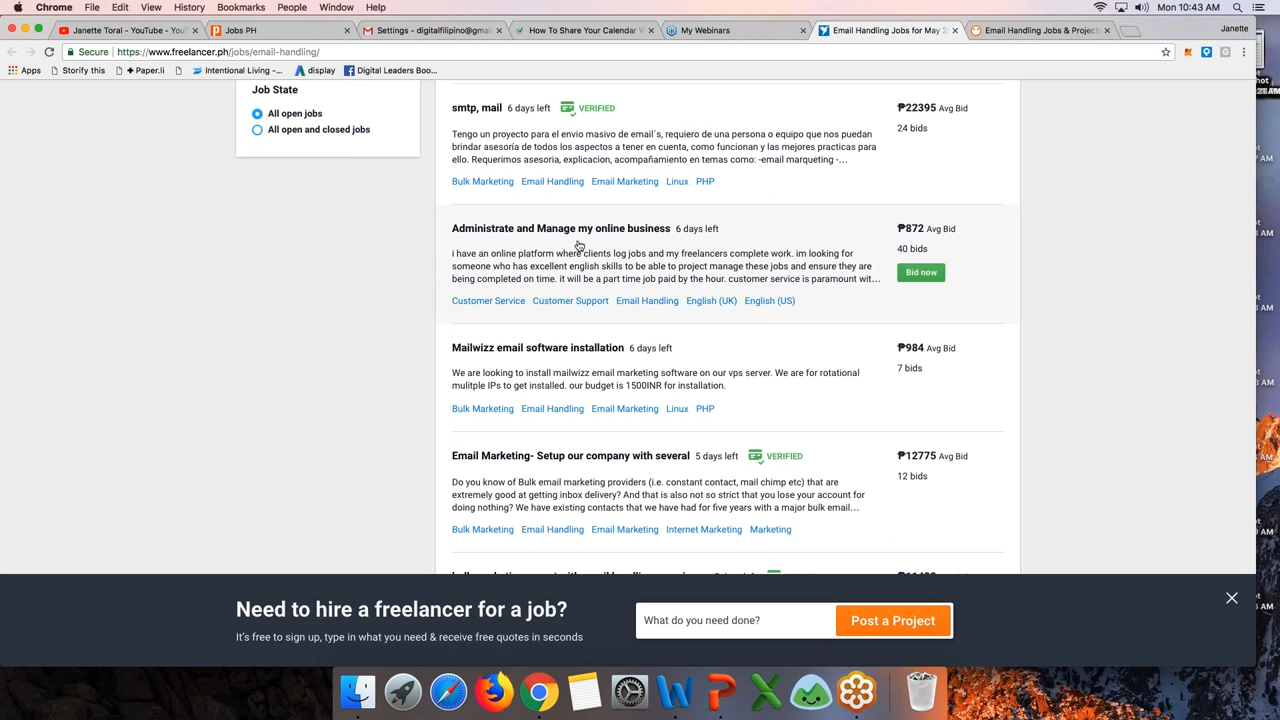 Chrome File Edit View History Bookmarks People Window Help Mon 10:43 AM
Janette Toral - YouTube - YouT Jobs PH Settings - digitalfilipino@gmai How To Share Your Calendar W My Webinars Email Handling Jobs for May 2 Email Handling Jobs & Projects Janette
Secure https://www.freelancer.ph/jobs/email-handling/
Apps Storify this + Paper.li Intentional Living -... display Digital Leaders Boo...
Job State
All open jobs
All open and closed jobs
smtp, mail 6 days left VERIFIED ₱22395 Avg Bid
24 bids
Tengo un proyecto para el envio masivo de email´s, requiero de una persona o equipo que nos puedan
brindar asesoría de todos los aspectos a tener en cuenta, como funcionan y las mejores practicas para
ello. Requerimos asesoria, explicacion, acompañamiento en temas como: -email marqueting -...
Bulk Marketing Email Handling Email Marketing Linux PHP
Administrate and Manage my online business 6 days left ₱872 Avg Bid
40 bids
i have an online platform where clients log jobs and my freelancers complete work. im looking for
someone who has excellent english skills to be able to project manage these jobs and ensure they are
being completed on time. it will be a part time job paid by the hour. customer service is paramount wit...
Bid now
Customer Service Customer Support Email Handling English (UK) English (US)
Mailwizz email software installation 6 days left ₱984 Avg Bid
7 bids
We are looking to install mailwizz email marketing software on our vps server. We are for rotational
mulitple IPs to get installed. our budget is 1500INR for installation.
Bulk Marketing Email Handling Email Marketing Linux PHP
Email Marketing- Setup our company with several 5 days left VERIFIED ₱12775 Avg Bid
12 bids
Do you know of Bulk email marketing providers (i.e. constant contact, mail chimp etc) that are
extremely good at getting inbox delivery? And that is also not so strict that you lose your account for
doing nothing? We have existing contacts that we have had for five years with a major bulk email...
Bulk Marketing Email Handling Email Marketing Internet Marketing Marketing
Need to hire a freelancer for a job?
It's free to sign up, type in what you need & receive free quotes in seconds
What do you need done? Post a Project